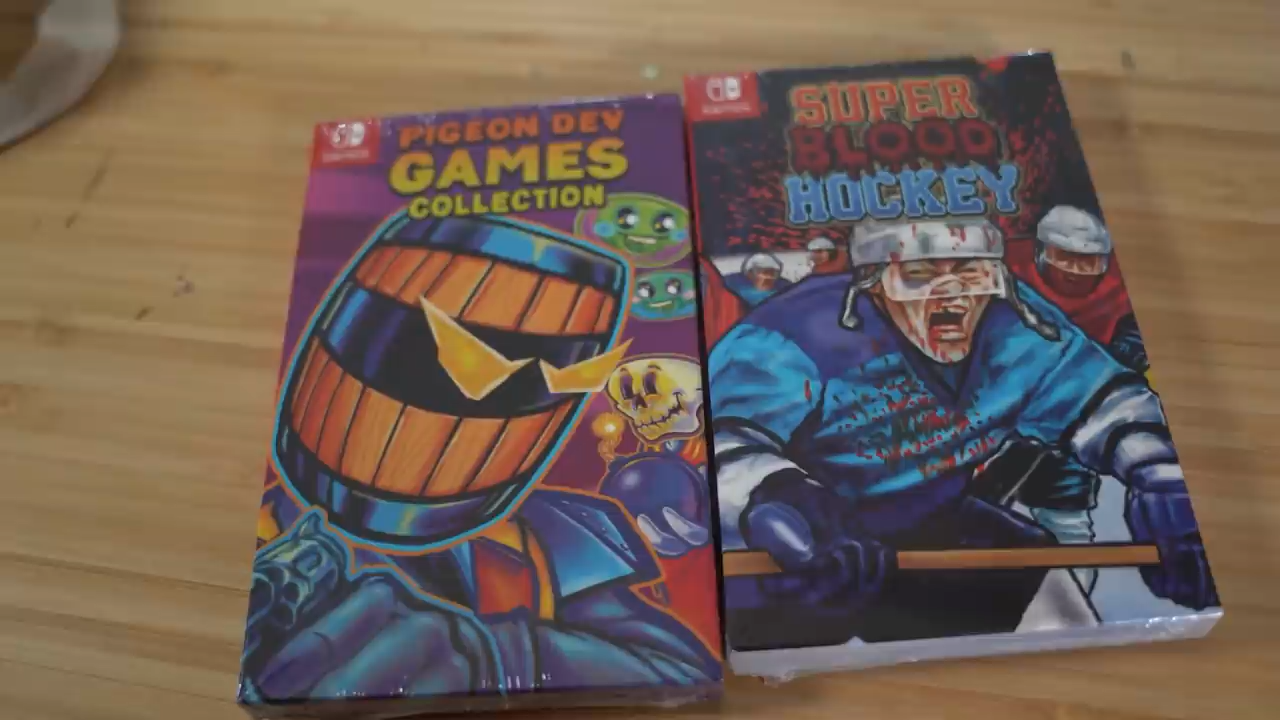 PIGEON DEV
GAMES
COLLECTION
SUPER
BLOOD
HOCKEY